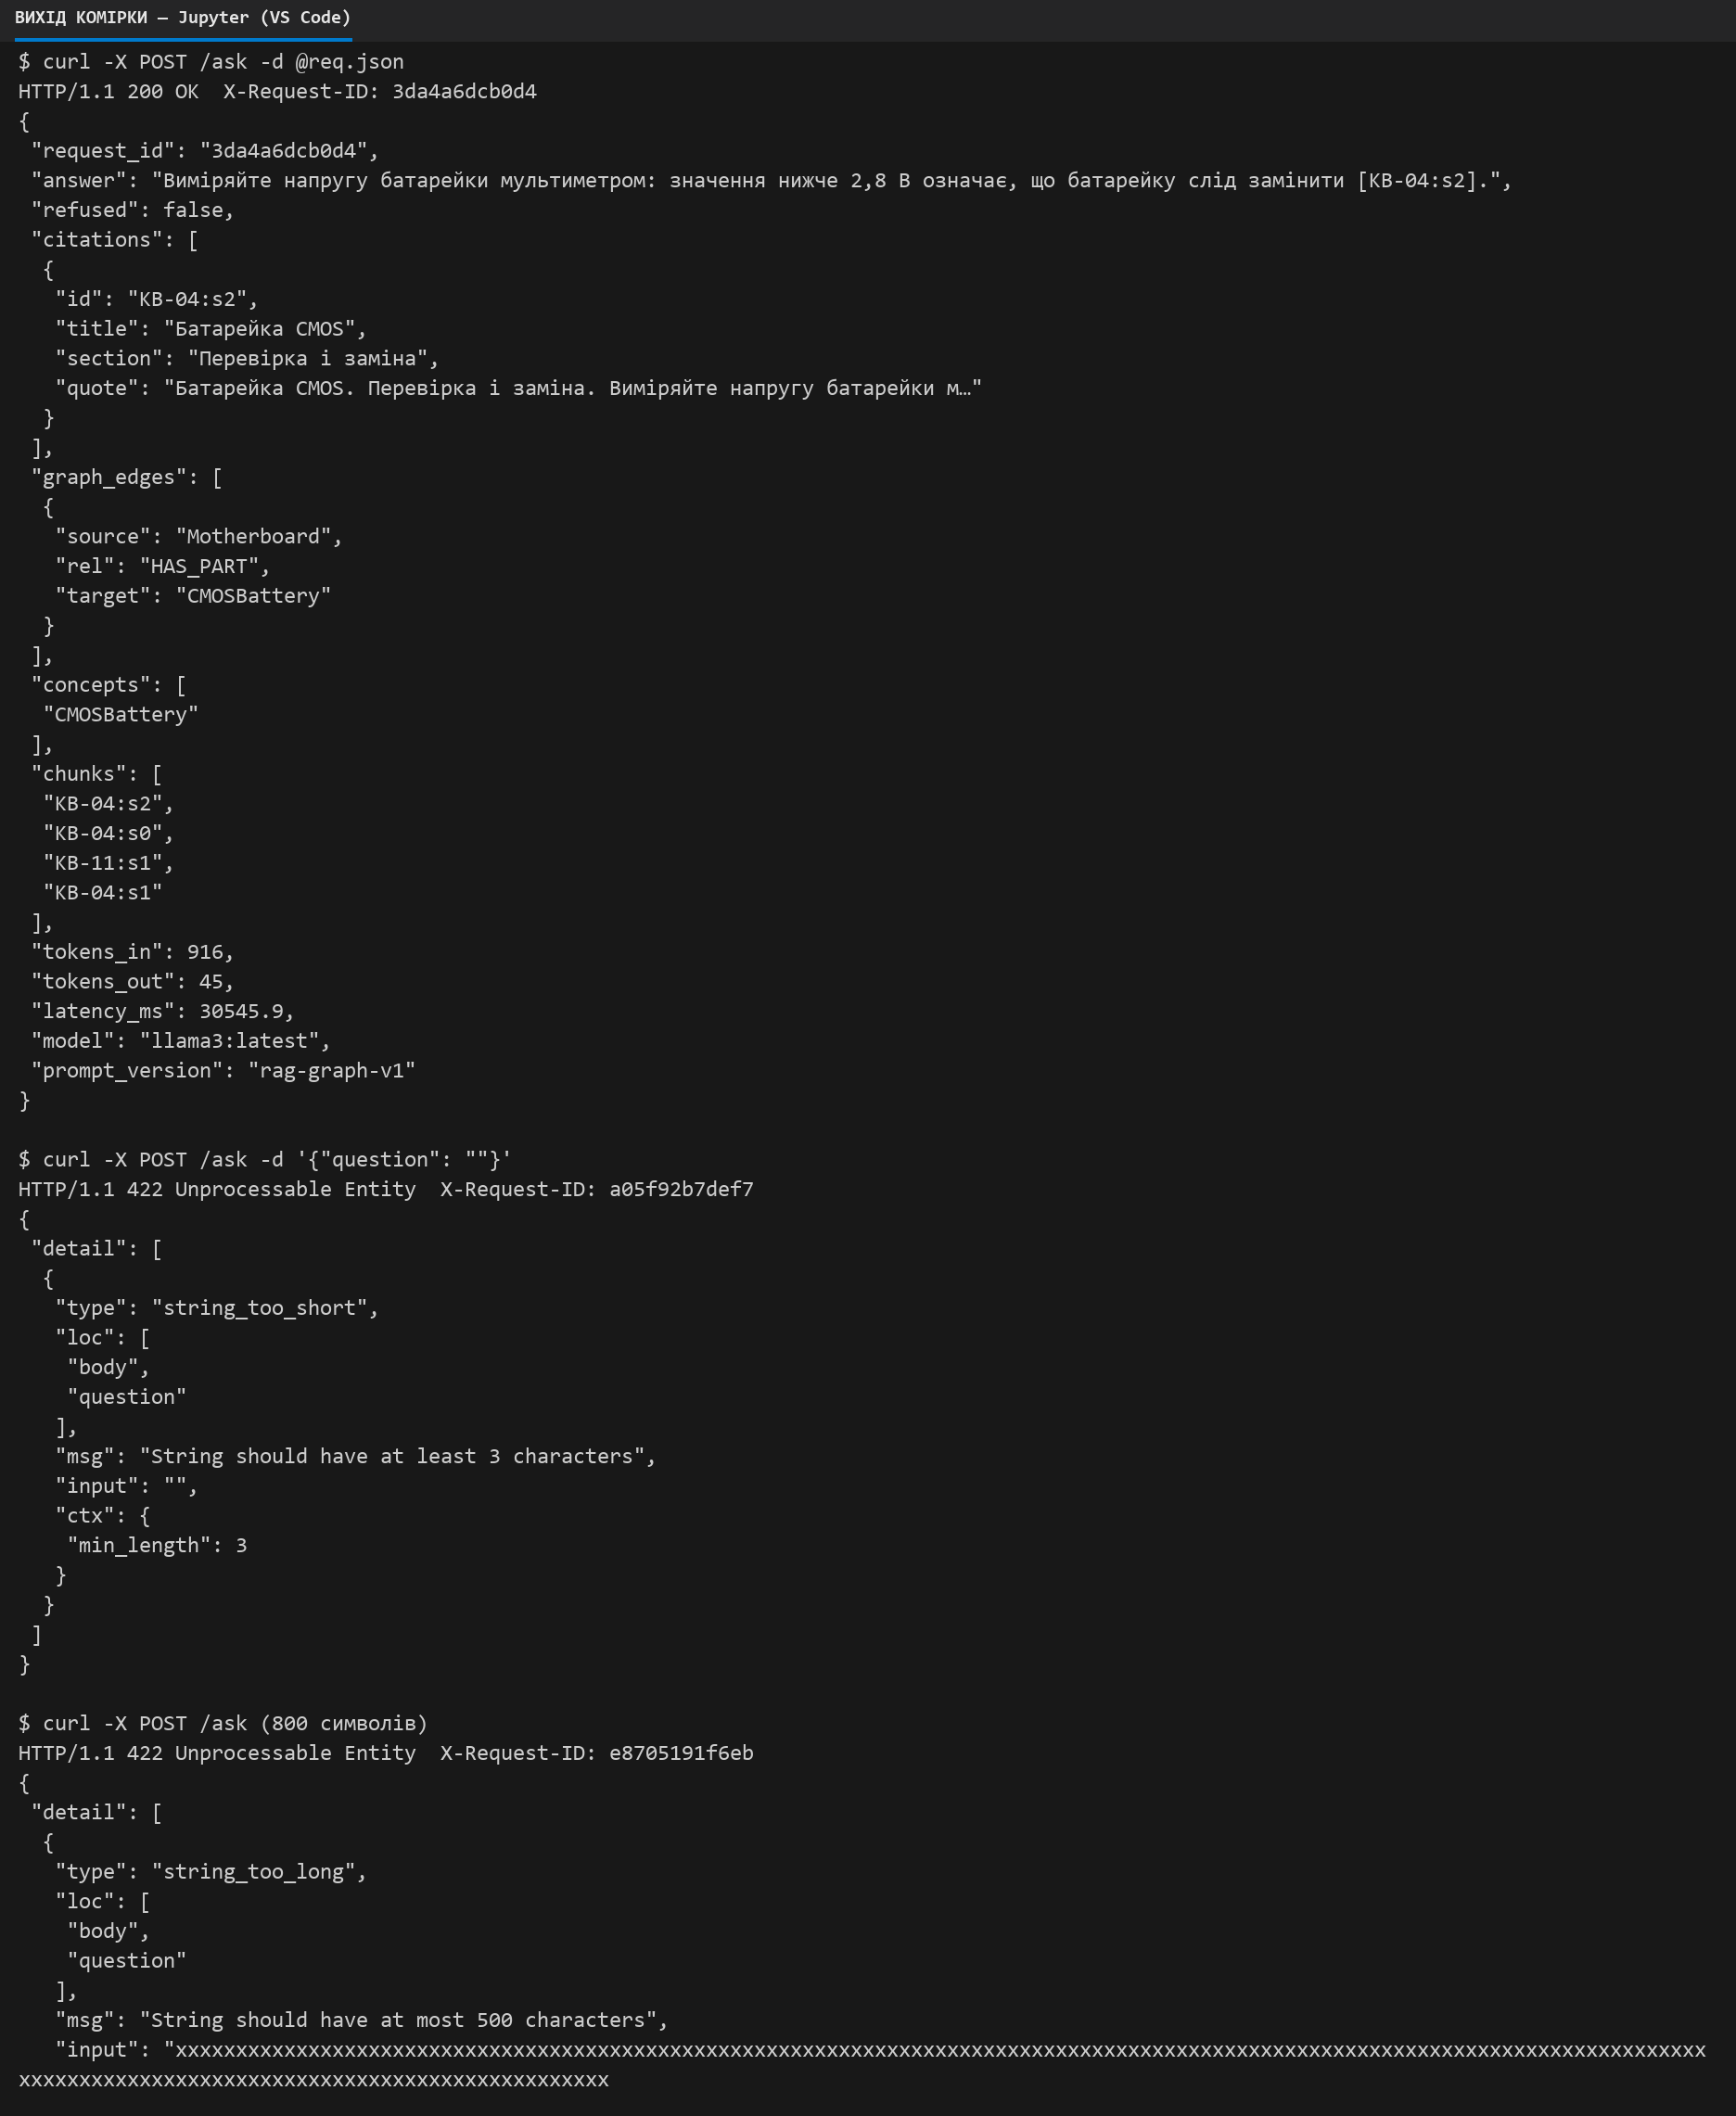 ВИХІД КОМІРКИ — Jupyter (VS Code)
$ curl -X POST /ask -d @req.json
HTTP/1.1 200 OK  X-Request-ID: 3da4a6dcb0d4
{
 "request_id": "3da4a6dcb0d4",
 "answer": "Виміряйте напругу батарейки мультиметром: значення нижче 2,8 В означає, що батарейку слід замінити [KB-04:s2].",
 "refused": false,
 "citations": [
  {
   "id": "KB-04:s2",
   "title": "Батарейка CMOS",
   "section": "Перевірка і заміна",
   "quote": "Батарейка CMOS. Перевірка і заміна. Виміряйте напругу батарейки м…"
  }
 ],
 "graph_edges": [
  {
   "source": "Motherboard",
   "rel": "HAS_PART",
   "target": "CMOSBattery"
  }
 ],
 "concepts": [
  "CMOSBattery"
 ],
 "chunks": [
  "KB-04:s2",
  "KB-04:s0",
  "KB-11:s1",
  "KB-04:s1"
 ],
 "tokens_in": 916,
 "tokens_out": 45,
 "latency_ms": 30545.9,
 "model": "llama3:latest",
 "prompt_version": "rag-graph-v1"
}

$ curl -X POST /ask -d '{"question": ""}'
HTTP/1.1 422 Unprocessable Entity  X-Request-ID: a05f92b7def7
{
 "detail": [
  {
   "type": "string_too_short",
   "loc": [
    "body",
    "question"
   ],
   "msg": "String should have at least 3 characters",
   "input": "",
   "ctx": {
    "min_length": 3
   }
  }
 ]
}

$ curl -X POST /ask (800 символів)
HTTP/1.1 422 Unprocessable Entity  X-Request-ID: e8705191f6eb
{
 "detail": [
  {
   "type": "string_too_long",
   "loc": [
    "body",
    "question"
   ],
   "msg": "String should have at most 500 characters",
   "input": "xxxxxxxxxxxxxxxxxxxxxxxxxxxxxxxxxxxxxxxxxxxxxxxxxxxxxxxxxxxxxxxxxxxxxxxxxxxxxxxxxxxxxxxxxxxxxxxxxxxxxxxxxxxxxxxxxxxxxxxxxxxxxxx
xxxxxxxxxxxxxxxxxxxxxxxxxxxxxxxxxxxxxxxxxxxxxxxxx